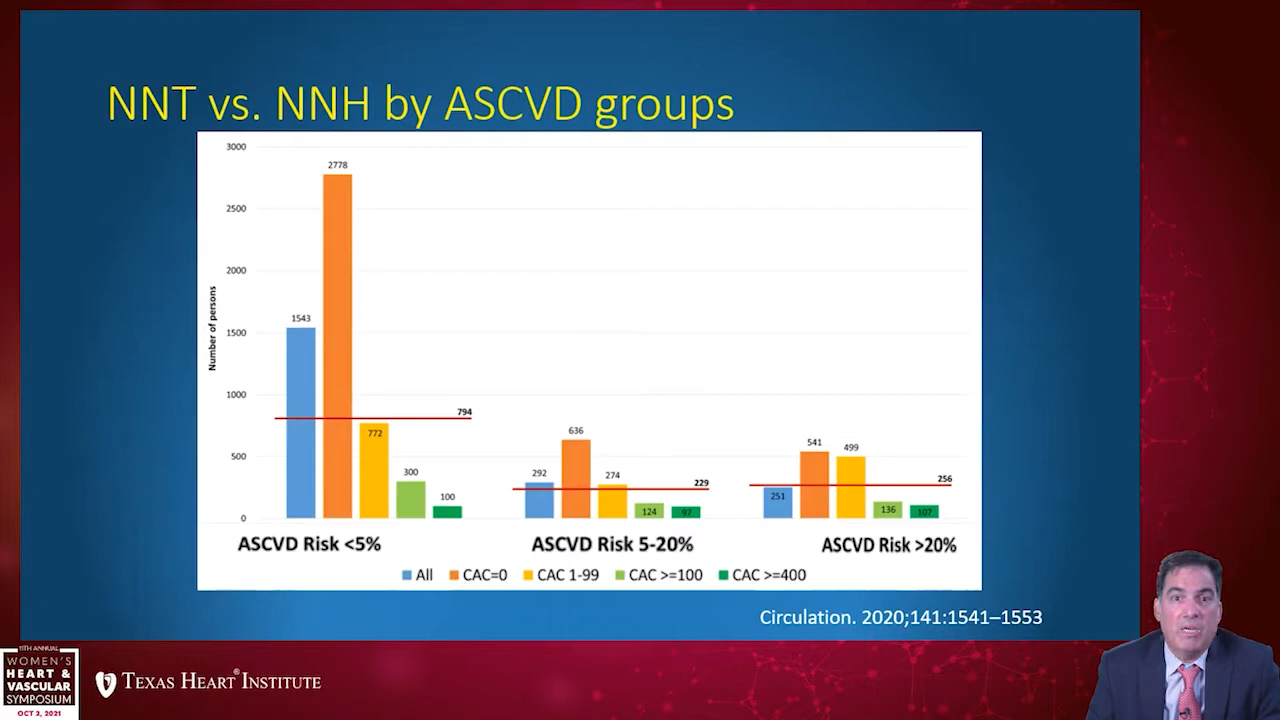 NNT vs. NNH by ASCVD groups
3000
2500
2000
1500
1000
500
0
Number of persons
1543
2778
772
300
100
794
292
636
274
124
97
229
251
541
499
136
107
256
ASCVD Risk <5%
ASCVD Risk 5-20%
ASCVD Risk >20%
All
CAC=0
CAC 1-99
CAC >=100
CAC >=400
Circulation. 2020;141:1541–1553
11TH ANNUAL
WOMEN'S
HEART &
VASCULAR
SYMPOSIUM
OCT 2, 2021
TEXAS HEART® INSTITUTE